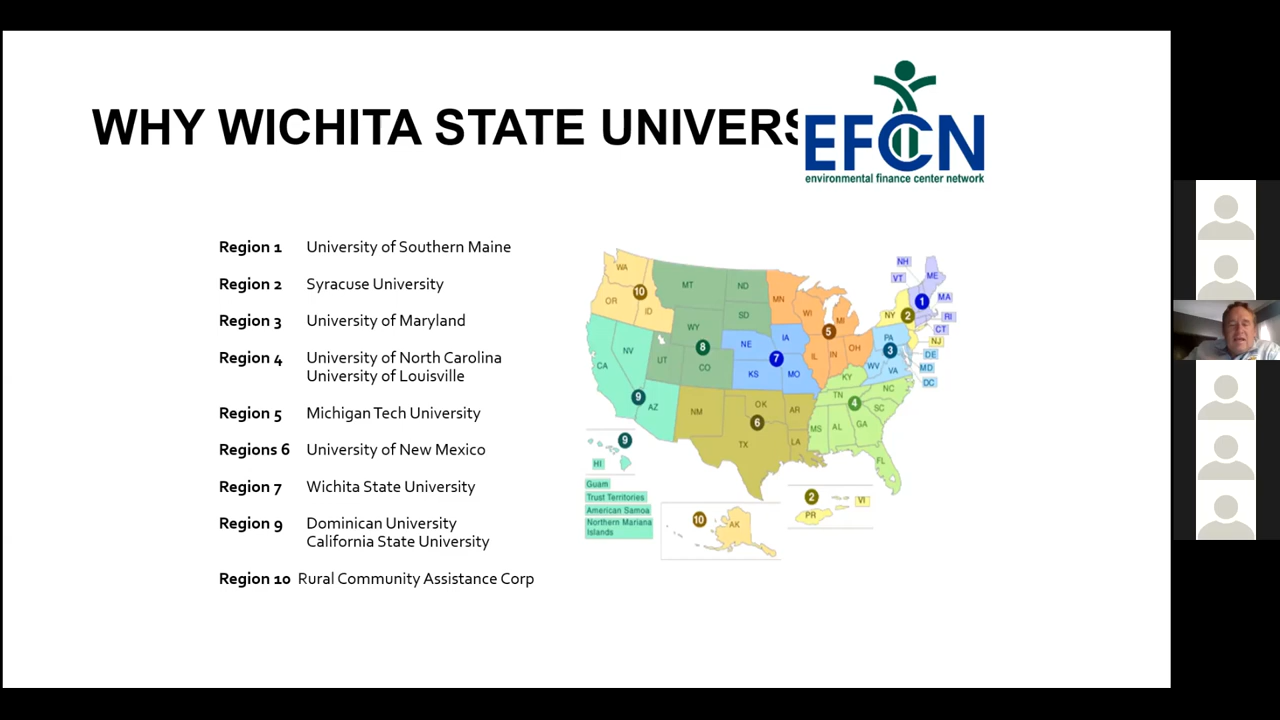 WHY WICHITA STATE UNIVERS
EFCN
environmental finance center network
Region 1 University of Southern Maine
Region 2 Syracuse University
Region 3 University of Maryland
Region 4 University of North Carolina
University of Louisville
Region 5 Michigan Tech University
Regions 6 University of New Mexico
Region 7 Wichita State University
Region 9 Dominican University
California State University
Region 10 Rural Community Assistance Corp
WA
OR
ID
10
MT
ND
SD
WY
UT
CO
8
MN
WI
MI
IL
IN
OH
5
NH
VT
ME
MA
RI
CT
1
NY
NJ
2
PA
WV
VA
DE
MD
DC
3
NE
IA
KS
MO
7
CA
NV
AZ
9
NM
OK
AR
TX
LA
6
KY
TN
NC
SC
MS
AL
GA
FL
4
9
HI
Guam
Trust Territories
American Samoa
Northern Mariana
Islands
10
AK
2
PR
VI